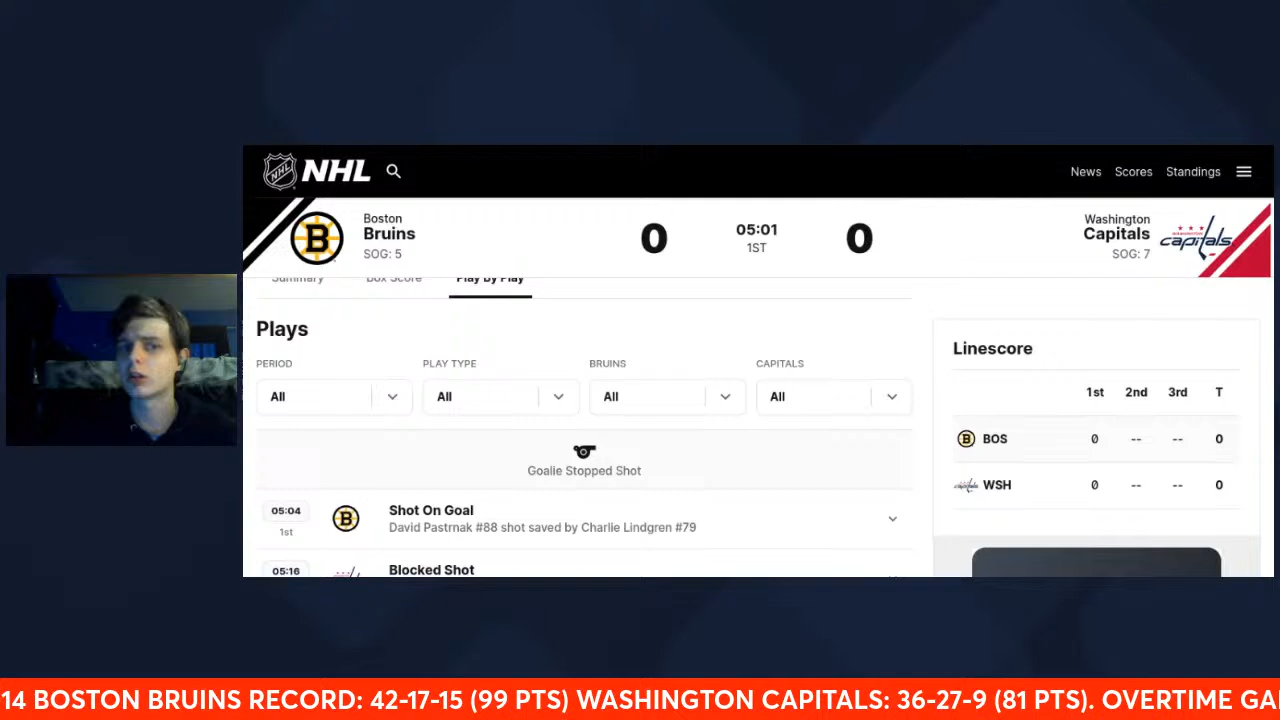 NHL
News Scores Standings
Boston
Bruins
SOG: 5
0
05:01
1ST
0
Washington
Capitals
SOG: 7
capitals
Summary Box Score Play By Play
Plays
PERIOD PLAY TYPE BRUINS CAPITALS
All All All All
Goalie Stopped Shot
05:04
1st
B
Shot On Goal
David Pastrnak #88 shot saved by Charlie Lindgren #79
05:16
Blocked Shot
Linescore
1st 2nd 3rd T
B BOS 0 -- -- 0
WSH 0 -- -- 0
14 BOSTON BRUINS RECORD: 42-17-15 (99 PTS) WASHINGTON CAPITALS: 36-27-9 (81 PTS). OVERTIME GA